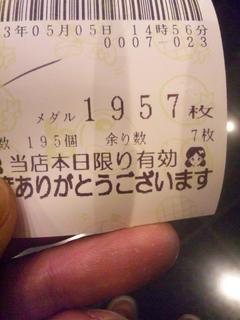 3年05月05日 14時56分
0007-023
メダル 1957枚
数 195個 余り数 7枚
当店本日限り有効
ありがとうございます